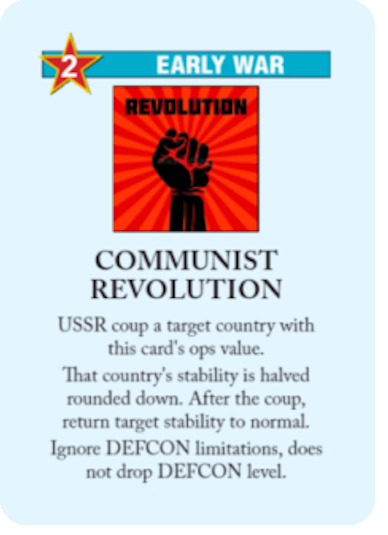 2
EARLY WAR
REVOLUTION
COMMUNIST
REVOLUTION
USSR coup a target country with
this card's ops value.
That country's stability is halved
rounded down. After the coup,
return target stability to normal.
Ignore DEFCON limitations, does
not drop DEFCON level.